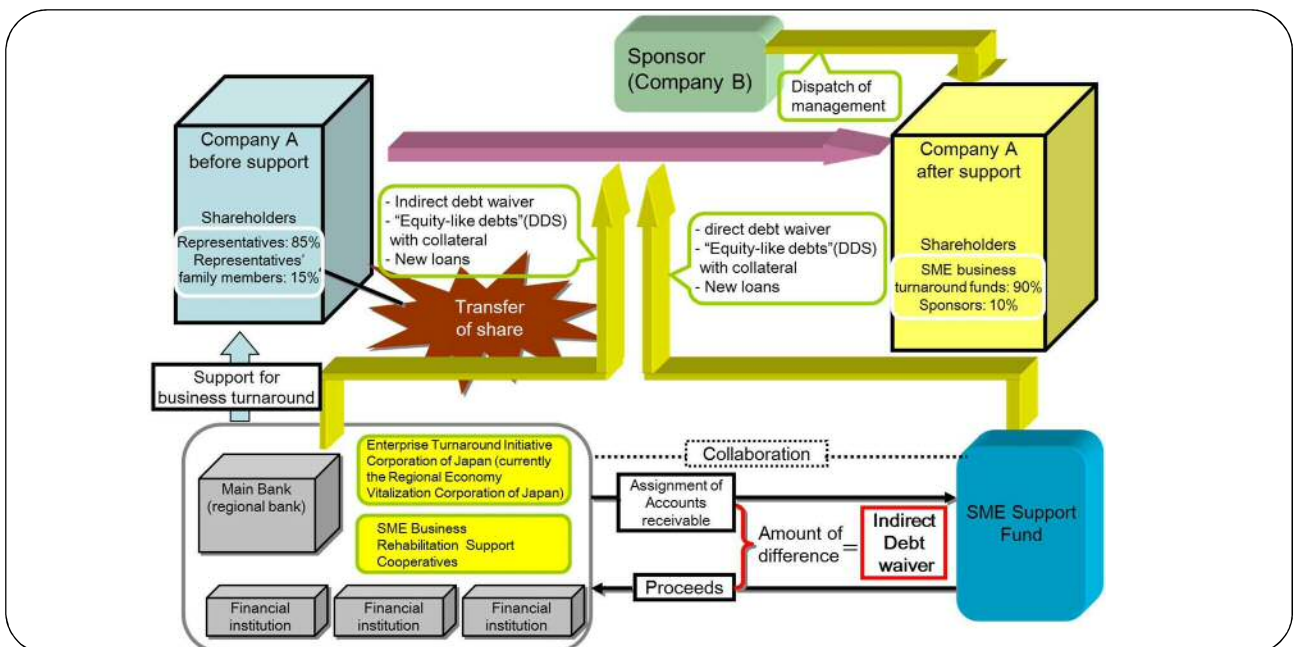 Sponsor
(Company B)
Dispatch of
management
Company A
before support
Shareholders
Representatives: 85%
Representatives'
family members: 15%
- Indirect debt waiver
- "Equity-like debts"(DDS)
with collateral
- New loans
Transfer
of share
- direct debt waiver
- "Equity-like debts"(DDS)
with collateral
- New loans
Company A
after support
Shareholders
SME business
turnaround funds: 90%
Sponsors: 10%
Support for
business turnaround
Main Bank
(regional bank)
Enterprise Turnaround Initiative
Corporation of Japan (currently
the Regional Economy
Vitalization Corporation of Japan)
SME Business
Rehabilitation Support
Cooperatives
Financial
institution
Financial
institution
Financial
institution
Collaboration
Assignment of
Accounts
receivable
Amount of
difference
=
Indirect
Debt
waiver
Proceeds
SME Support
Fund